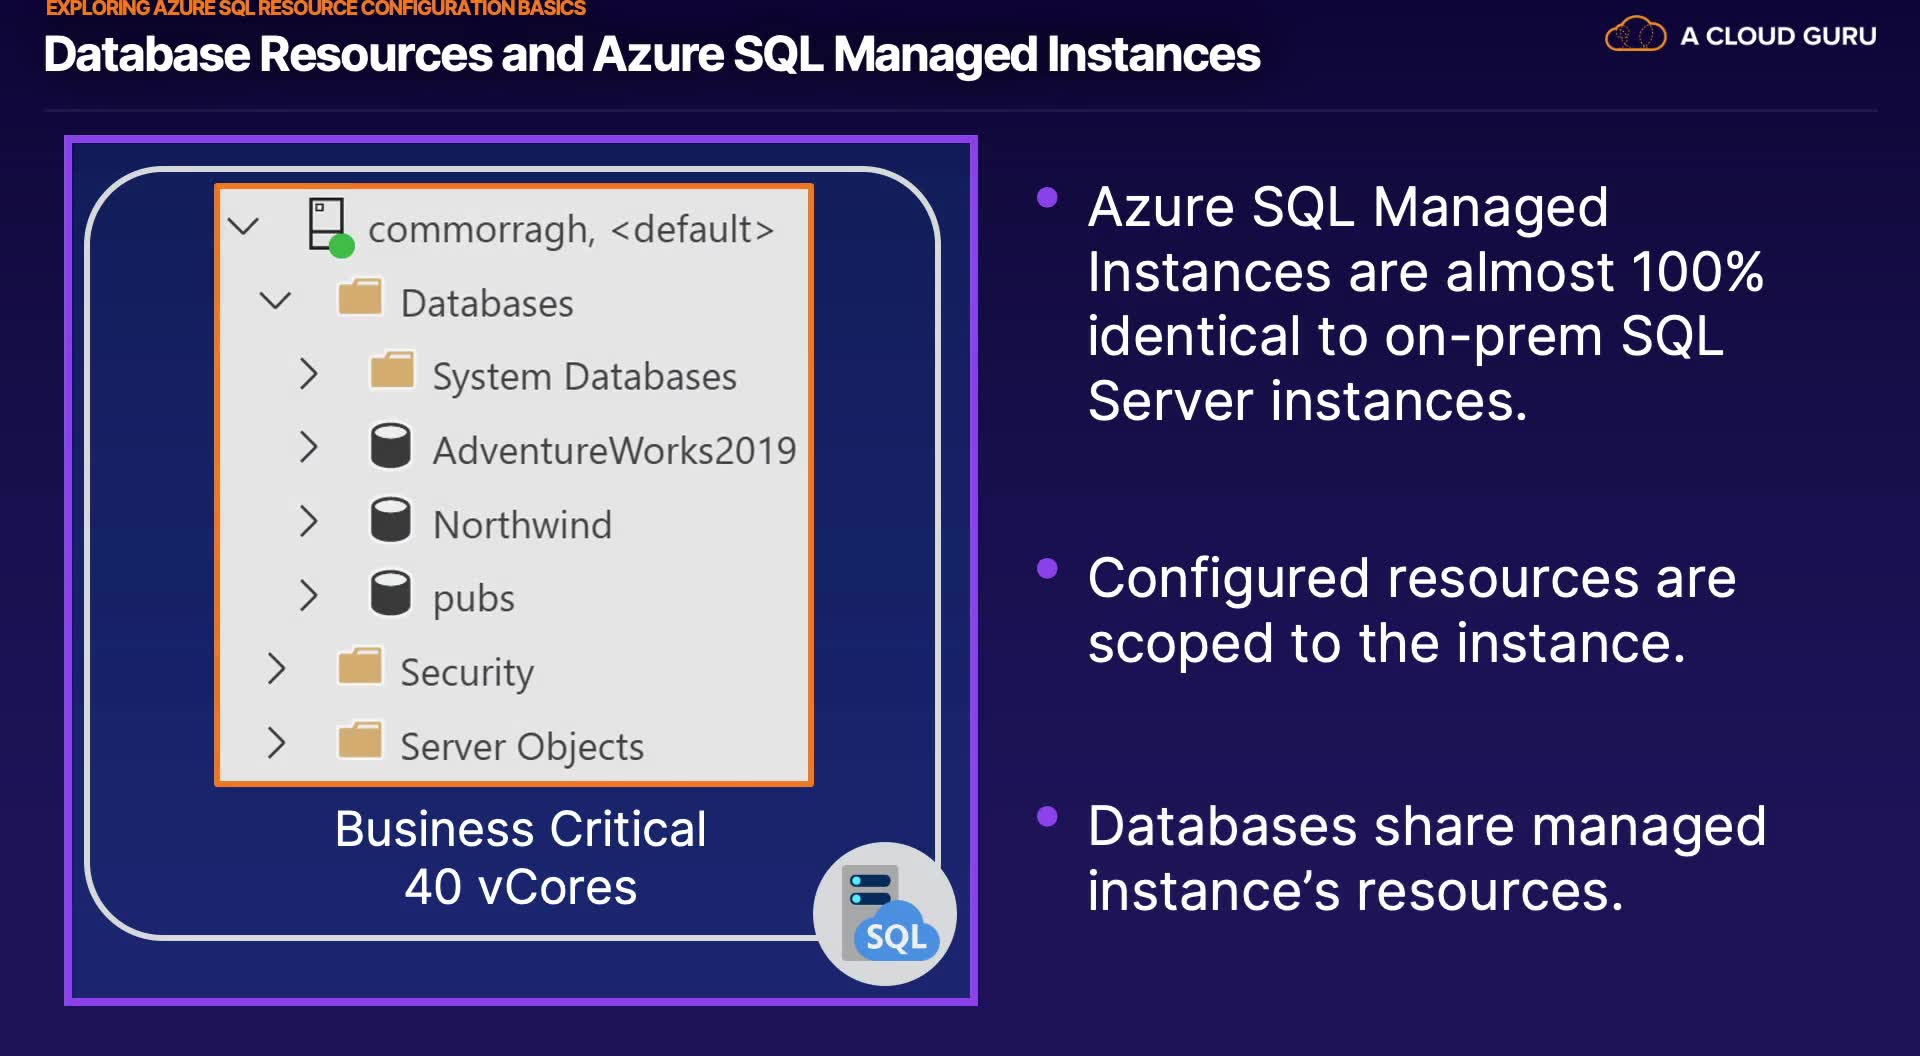 EXPLORING AZURE SQL RESOURCE CONFIGURATION BASICS
Database Resources and Azure SQL Managed Instances
A CLOUD GURU
commorragh, <default>
Databases
System Databases
AdventureWorks2019
Northwind
pubs
Security
Server Objects
Business Critical
40 vCores
SQL
Azure SQL Managed
Instances are almost 100%
identical to on-prem SQL
Server instances.
Configured resources are
scoped to the instance.
Databases share managed
instance’s resources.